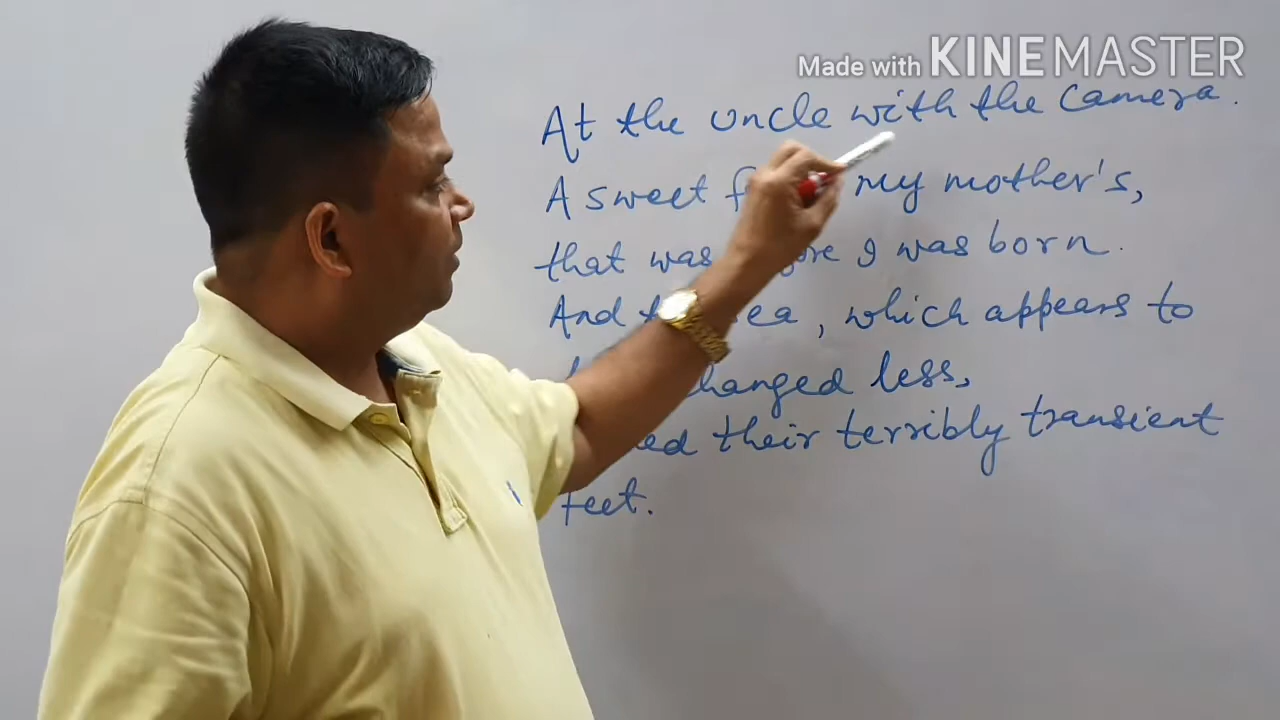 Made with KINEMASTER
At the uncle with the camera.
A sweet my mother's,
that was I was born.
And , which appears to
changed less,
their terribly transient
feet.